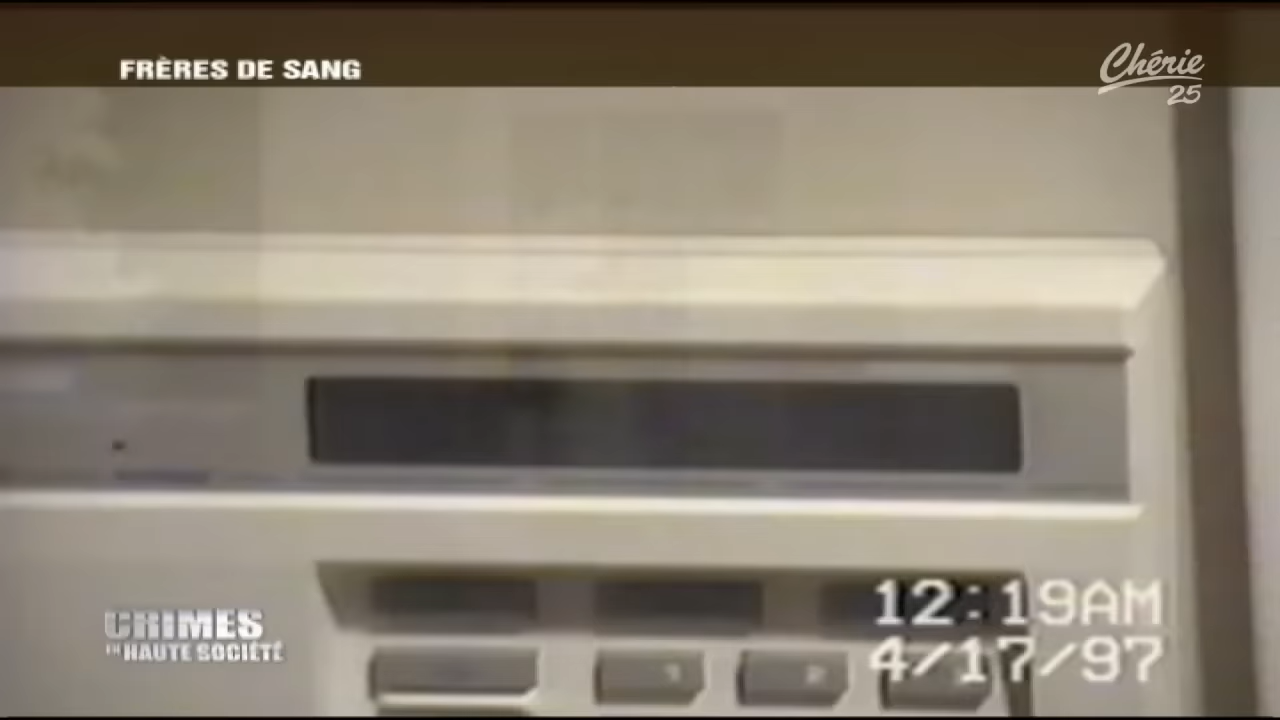 FRÈRES DE SANG
Chérie
25
12:19AM
4/17/97
CRIMES
EN HAUTE SOCIÉTÉ
1
2